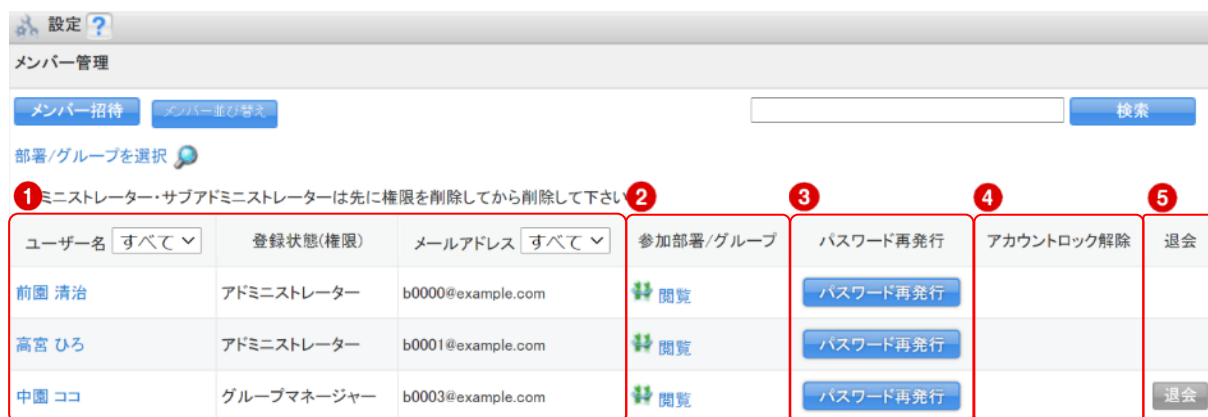 設定 ?
メンバー管理
メンバー招待 メンバー並び替え 検索
部署/グループを選択
ミニストレーター・サブアドミニストレーターは先に権限を削除してから削除して下さい
1 2 3 4 5
ユーザー名 すべて 登録状態(権限) メールアドレス すべて 参加部署/グループ パスワード再発行 アカウントロック解除 退会
前園 清治 アドミニストレーター b0000@example.com 閲覧 パスワード再発行
高宮 ひろ アドミニストレーター b0001@example.com 閲覧 パスワード再発行
中園 ココ グループマネージャー b0003@example.com 閲覧 パスワード再発行 退会